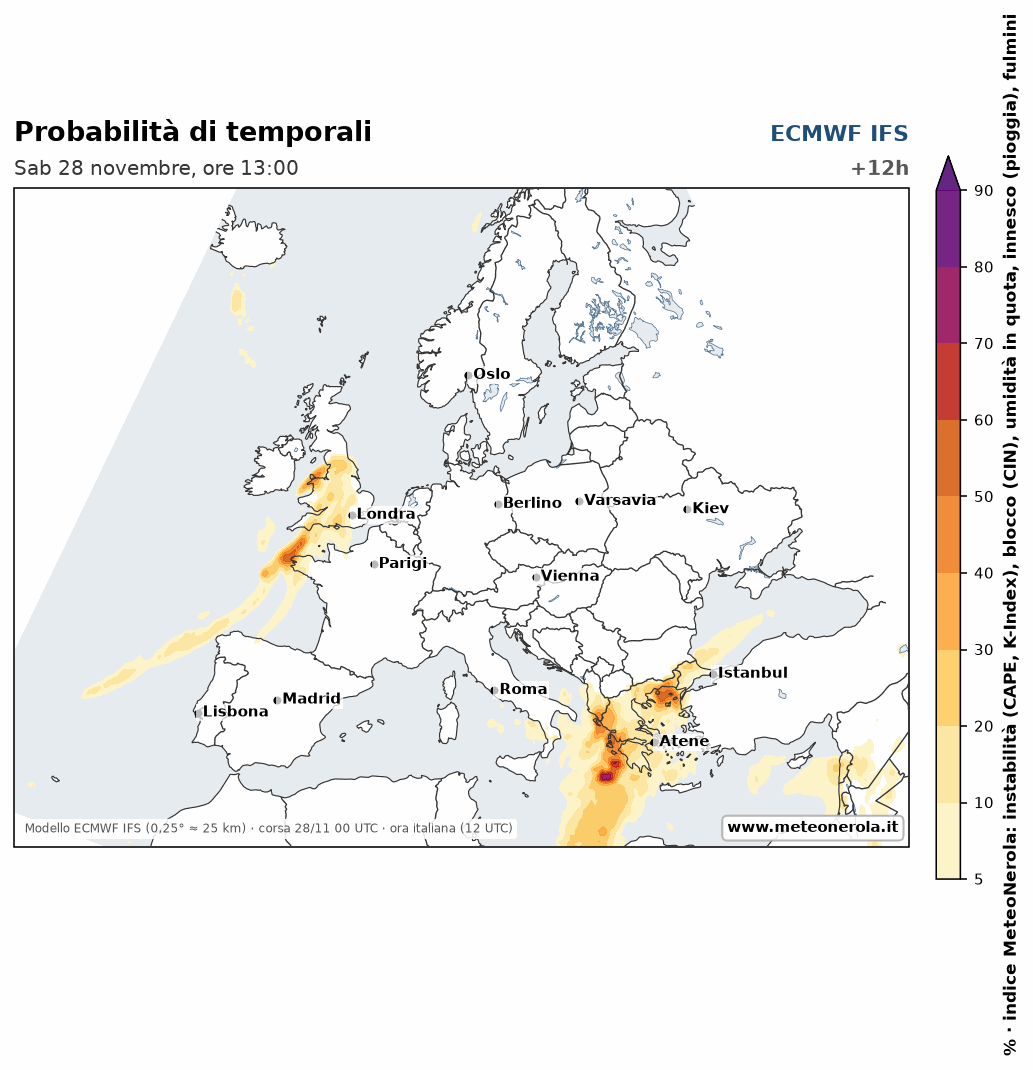 Probabilità di temporali
ECMWF IFS
Sab 28 novembre, ore 13:00
+12h
Oslo
Londra
Berlino
Varsavia
Kiev
Parigi
Vienna
Istanbul
Roma
Madrid
Lisbona
Atene
Modello ECMWF IFS (0,25° ≈ 25 km) · corsa 28/11 00 UTC · ora italiana (12 UTC)
www.meteonerola.it
90
80
70
60
50
40
30
20
10
5
% · indice MeteoNerola: instabilità (CAPE, K-Index), blocco (CIN), umidità in quota, innesco (pioggia), fulmini